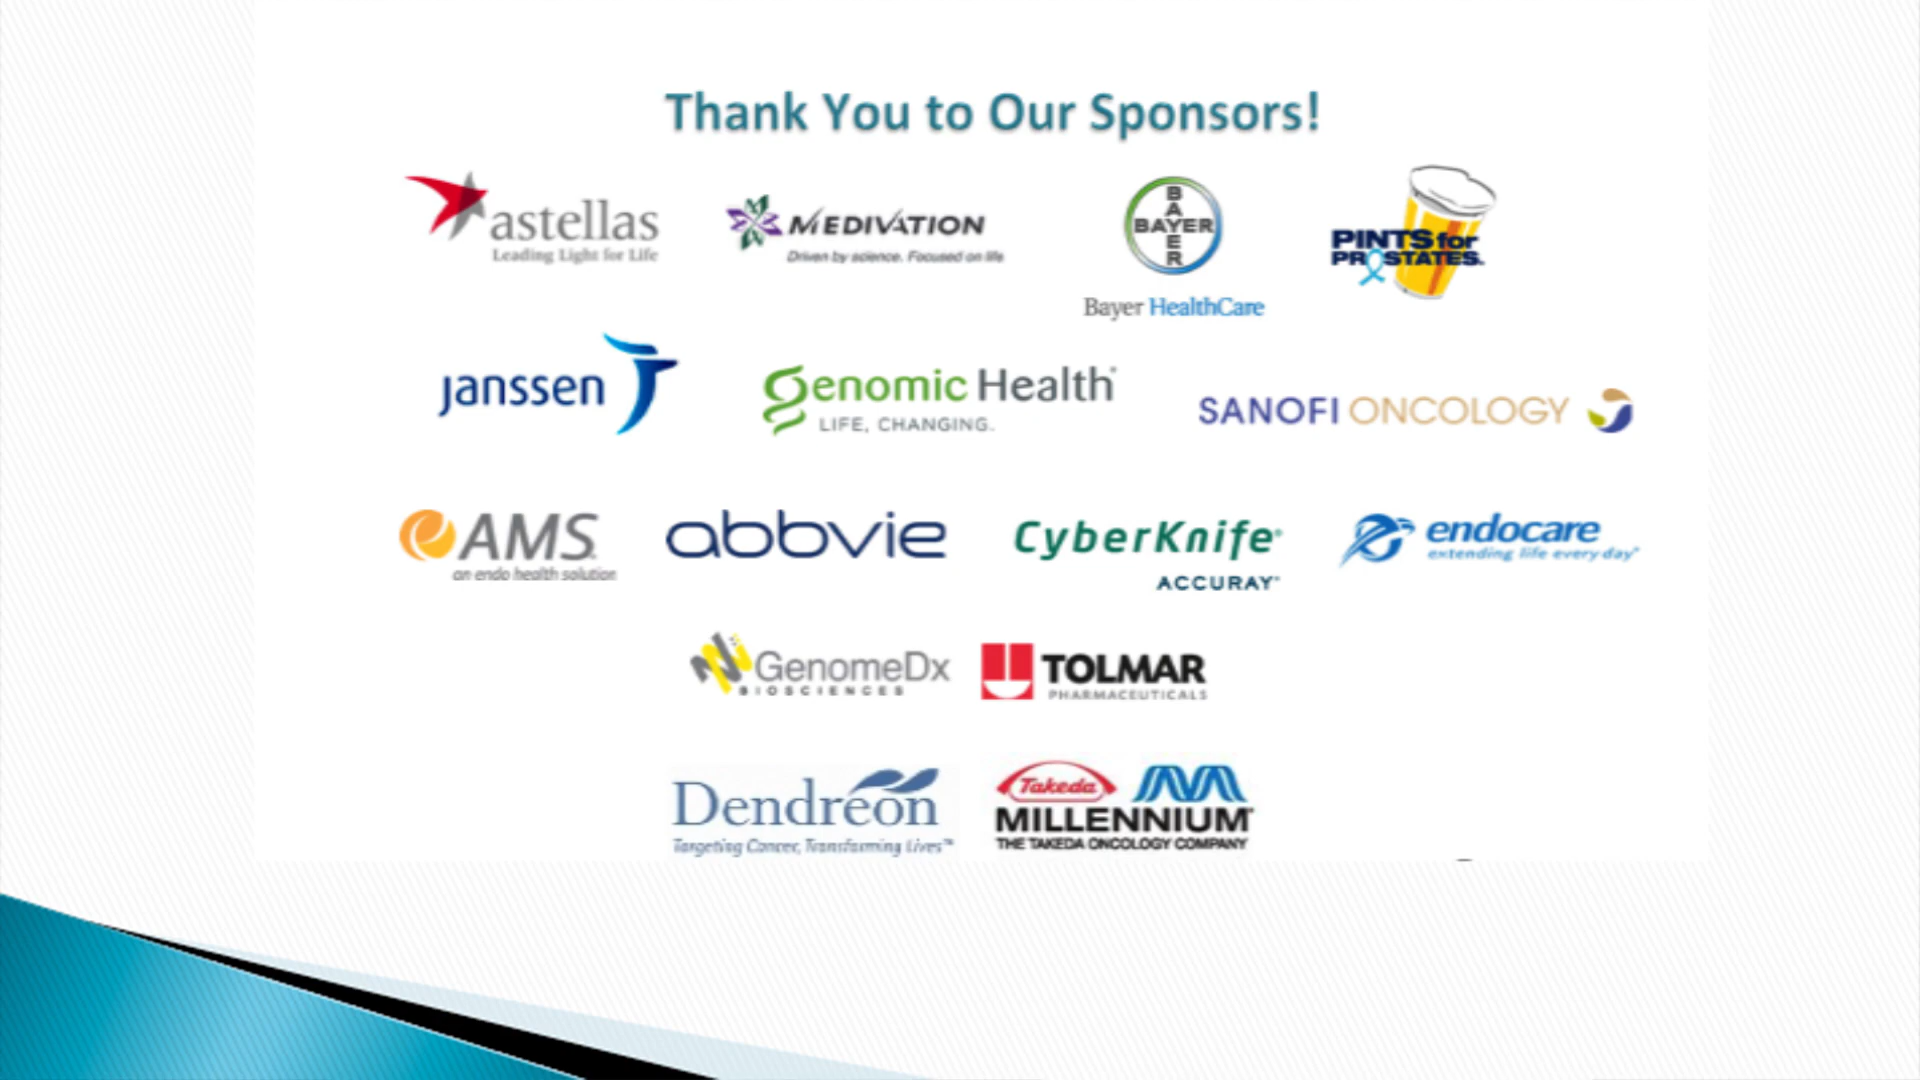 Thank You to Our Sponsors!
astellas
Leading Light for Life
MEDIVATION
Driven by science. Focused on life
BAYER
BAYER
Bayer HealthCare
PINTS for
PROSTATES.
janssen
genomic Health®
LIFE, CHANGING.
SANOFI ONCOLOGY
AMS
an endo health solution
abbvie
CyberKnife®
ACCURAY®
endocare
extending life every day®
GenomeDx
BIOSCIENCES
TOLMAR
PHARMACEUTICALS
Dendreon
Targeting Cancer, Transforming Lives™
Takeda
MILLENNIUM®
THE TAKEDA ONCOLOGY COMPANY